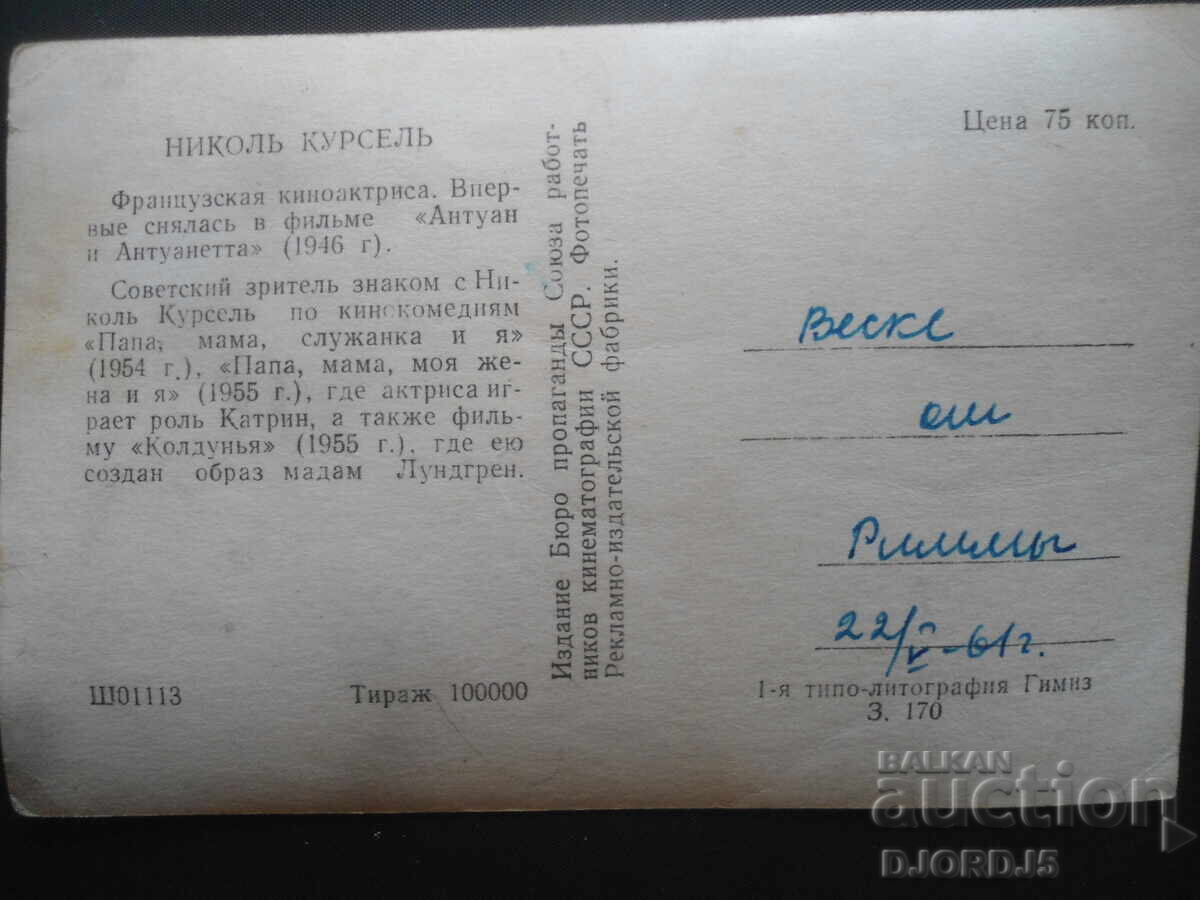 НИКОЛЬ КУРСЕЛЬ
Французская киноактриса. Впер-
вые снялась в фильме «Антуан
и Антуанетта» (1946 г).
Советский зритель знаком с Ни-
коль Курсель по кинокомедиям
«Папа, мама, служанка и я»
(1954 г.), «Папа, мама, моя же-
на и я» (1955 г.), где актриса иг-
рает роль Катрин, а также филь-
му «Колдунья» (1955 г.), где ею
создан образ мадам Лундгрен.
Ш01113 Тираж 100000
Издание Бюро пропаганды Союза работ-
ников кинематографии СССР. Фотопечать
Рекламно-издательской фабрики.
Цена 75 коп.
Веске
от
Риммы
22/V-61г.
1-я типо-литография Гимиз
З. 170
BALKAN
auction
DJORDJ5